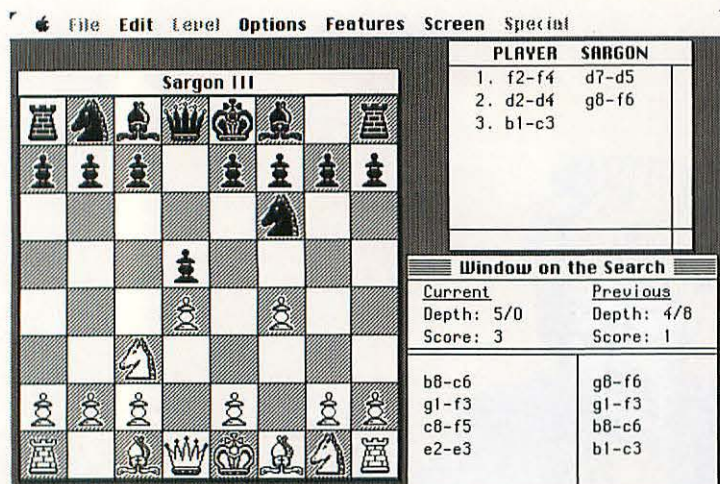 File Edit Level Options Features Screen Special
PLAYER SARGON
Sargon III
1. f2-f4 d7-d5
2. d2-d4 g8-f6
3. b1-c3
Window on the Search
Current Previous
Depth: 5/0 Depth: 4/8
Score: 3 Score: 1
b8-c6 g8-f6
g1-f3 g1-f3
c8-f5 b8-c6
e2-e3 b1-c3